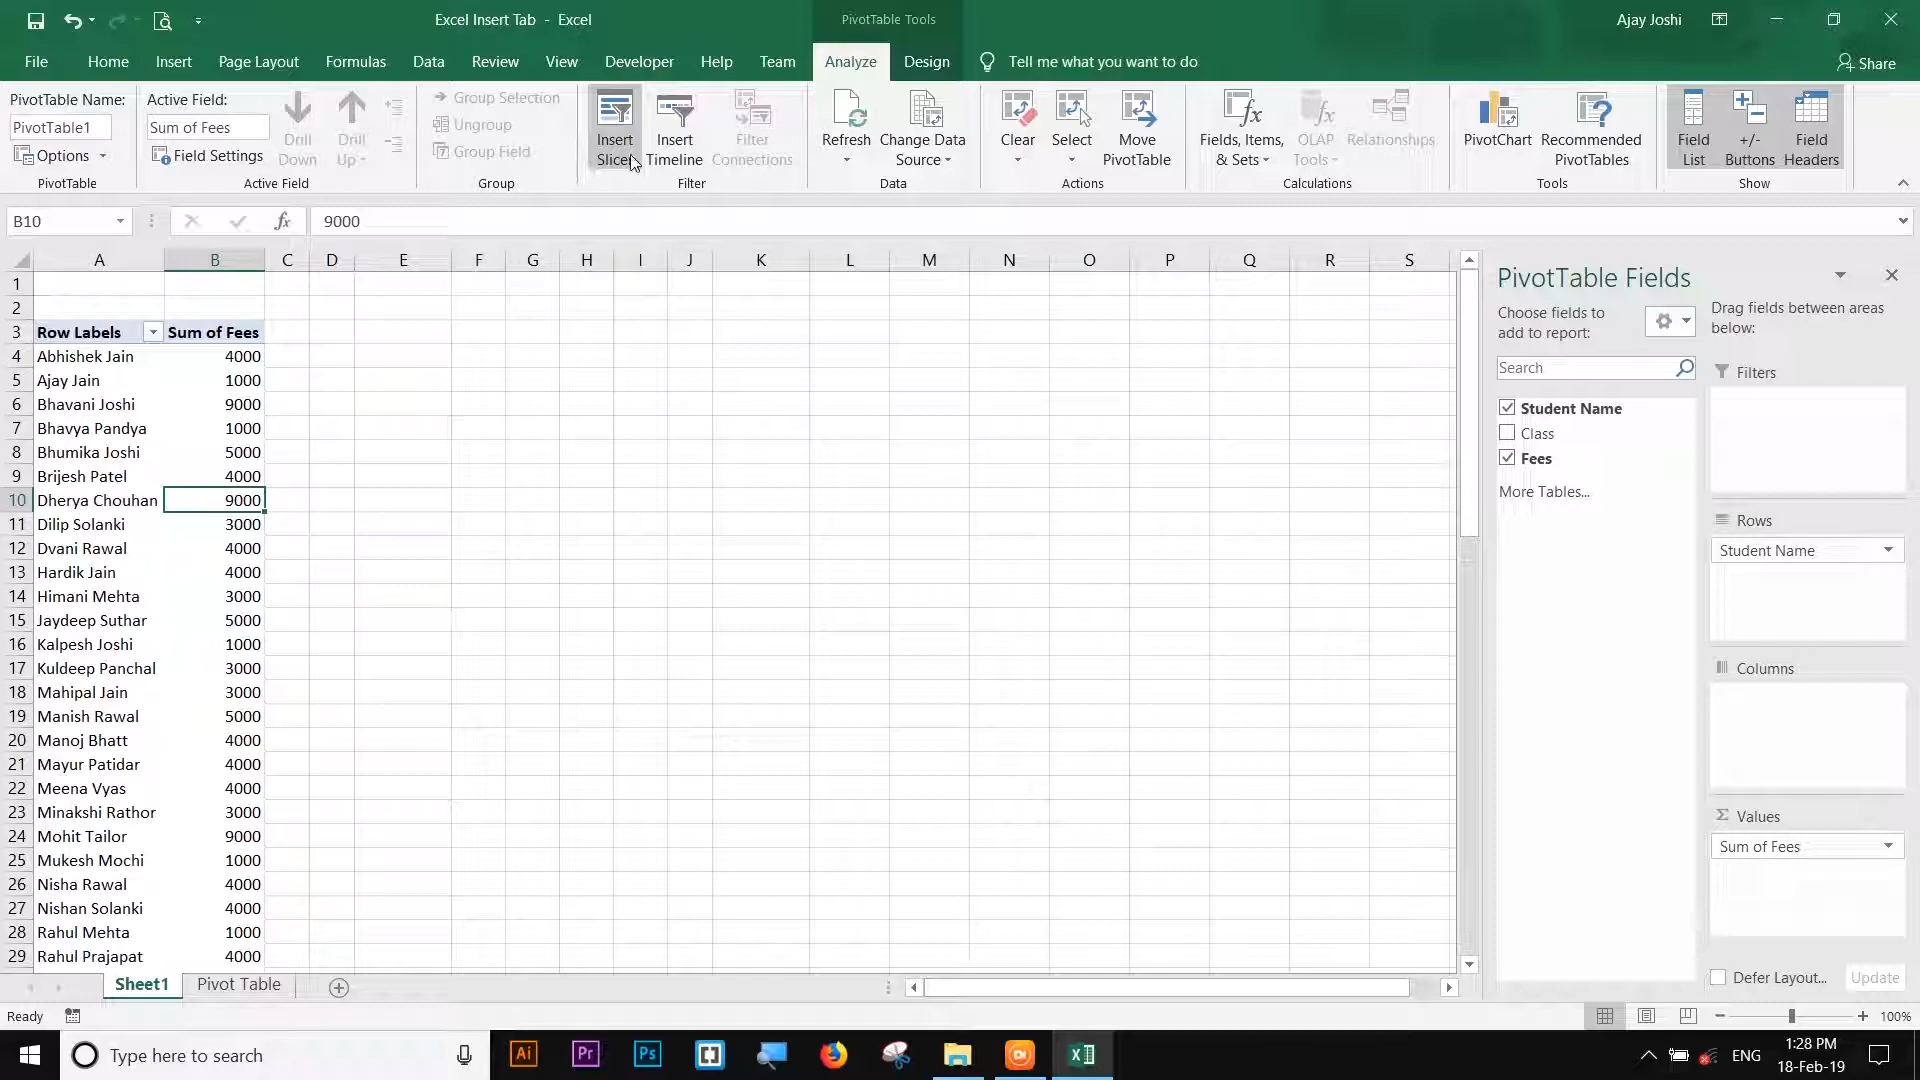 Excel Insert Tab - Excel
PivotTable Tools
Ajay Joshi
File Home Insert Page Layout Formulas Data Review View Developer Help Team Analyze Design Tell me what you want to do Share
PivotTable Name:
PivotTable1
Options
PivotTable
Active Field:
Sum of Fees
Field Settings
Drill Down
Drill Up
Active Field
Group Selection
Ungroup
Group Field
Group
Insert Slicer
Insert Timeline
Filter Connections
Filter
Refresh
Change Data Source
Data
Clear
Select
Move PivotTable
Actions
Fields, Items, & Sets
OLAP Tools
Relationships
Calculations
PivotChart
Recommended PivotTables
Tools
Field List
+/- Buttons
Field Headers
Show
B10
fx
9000
A B C D E F G H I J K L M N O P Q R S
1
2
3 Row Labels Sum of Fees
4 Abhishek Jain 4000
5 Ajay Jain 1000
6 Bhavani Joshi 9000
7 Bhavya Pandya 1000
8 Bhumika Joshi 5000
9 Brijesh Patel 4000
10 Dherya Chouhan 9000
11 Dilip Solanki 3000
12 Dvani Rawal 4000
13 Hardik Jain 4000
14 Himani Mehta 3000
15 Jaydeep Suthar 5000
16 Kalpesh Joshi 1000
17 Kuldeep Panchal 3000
18 Mahipal Jain 3000
19 Manish Rawal 5000
20 Manoj Bhatt 4000
21 Mayur Patidar 4000
22 Meena Vyas 4000
23 Minakshi Rathor 3000
24 Mohit Tailor 9000
25 Mukesh Mochi 1000
26 Nisha Rawal 4000
27 Nishan Solanki 4000
28 Rahul Mehta 1000
29 Rahul Prajapat 4000
PivotTable Fields
Choose fields to
add to report:
Search
Student Name
Class
Fees
More Tables...
Drag fields between areas
below:
Filters
Rows
Student Name
Columns
Σ Values
Sum of Fees
Defer Layout... Update
Sheet1 Pivot Table
Ready
100%
Type here to search
Ai Pr Ps
ENG
1:28 PM
18-Feb-19